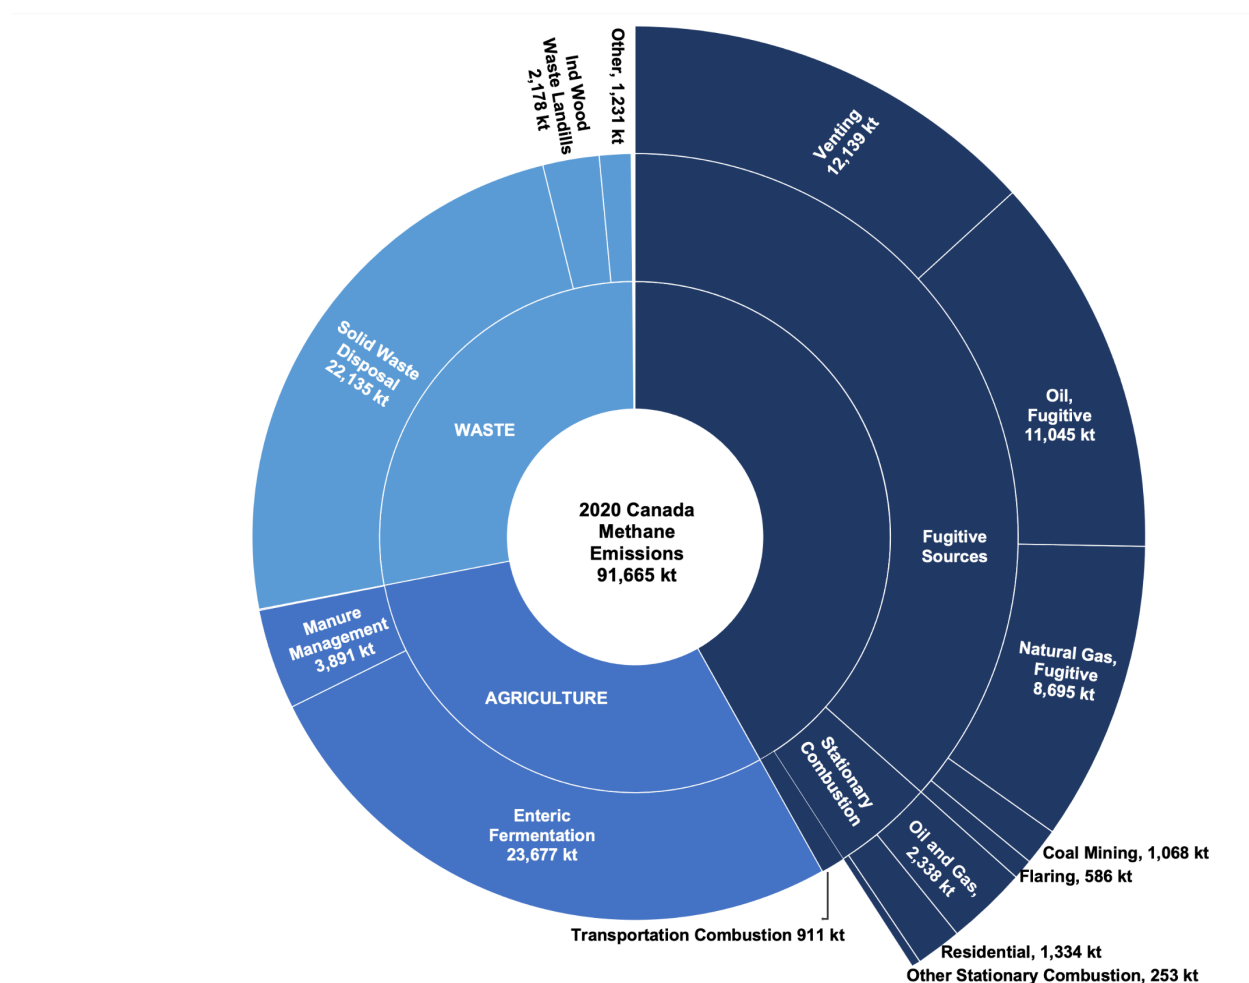 Other, 1,231 kt
Ind Wood
Waste Landills
2,178 kt
Venting
12,139 kt
Solid Waste
Disposal
22,135 kt
Oil,
Fugitive
11,045 kt
WASTE
2020 Canada
Methane
Emissions
91,665 kt
Fugitive
Sources
Manure
Management
3,891 kt
Natural Gas,
Fugitive
8,695 kt
AGRICULTURE
Stationary
Combustion
Enteric
Fermentation
23,677 kt
Oil and Gas,
2,338 kt
Coal Mining, 1,068 kt
Flaring, 586 kt
Transportation Combustion 911 kt
Residential, 1,334 kt
Other Stationary Combustion, 253 kt